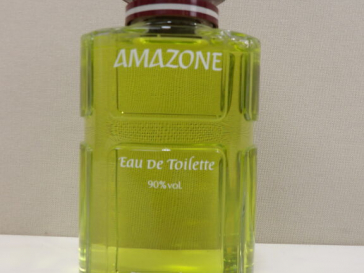 AMAZONE
Eau De Toilette
90% vol.